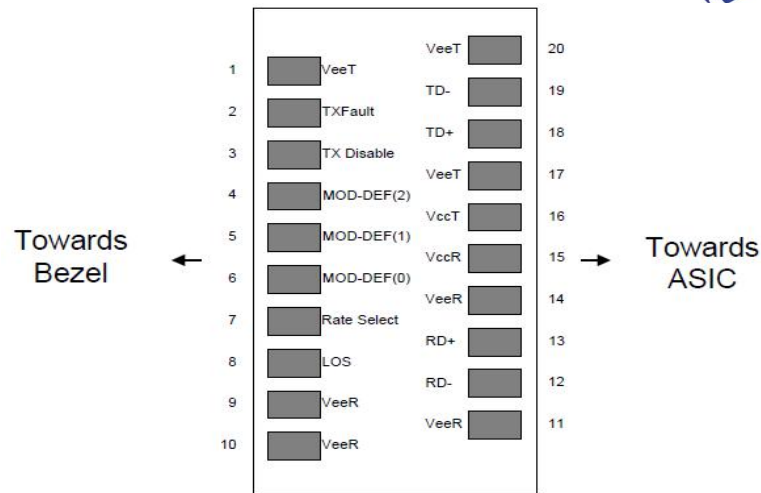 VeeT 20
1 VeeT
TD- 19
2 TXFault
TD+ 18
3 TX Disable
VeeT 17
4 MOD-DEF(2)
VccT 16
5 MOD-DEF(1)
VccR 15
6 MOD-DEF(0)
VeeR 14
7 Rate Select
RD+ 13
8 LOS
RD- 12
9 VeeR
VeeR 11
10 VeeR
Towards
Bezel
Towards
ASIC